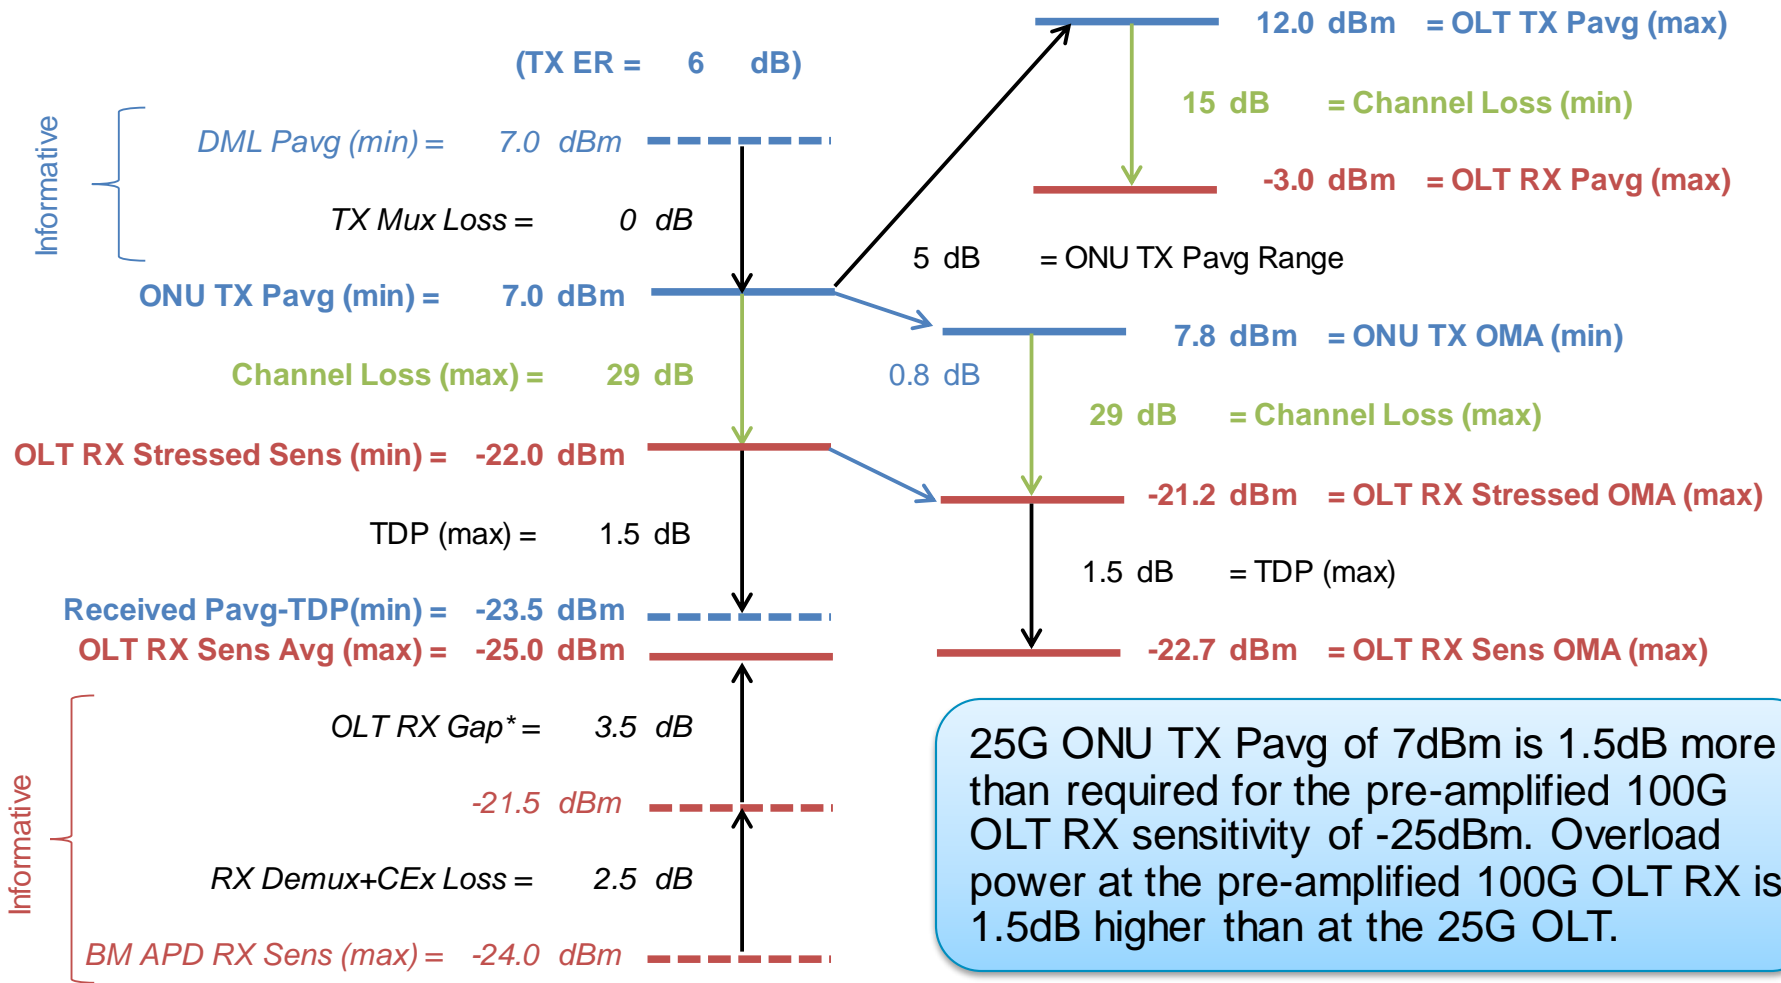 (TX ER = 6 dB)
Informative
DML Pavg (min) = 7.0 dBm
TX Mux Loss = 0 dB
ONU TX Pavg (min) = 7.0 dBm
Channel Loss (max) = 29 dB
OLT RX Stressed Sens (min) = -22.0 dBm
TDP (max) = 1.5 dB
Received Pavg-TDP(min) = -23.5 dBm
OLT RX Sens Avg (max) = -25.0 dBm
Informative
OLT RX Gap* = 3.5 dB
-21.5 dBm
RX Demux+CEx Loss = 2.5 dB
BM APD RX Sens (max) = -24.0 dBm
12.0 dBm = OLT TX Pavg (max)
15 dB = Channel Loss (min)
-3.0 dBm = OLT RX Pavg (max)
5 dB = ONU TX Pavg Range
7.8 dBm = ONU TX OMA (min)
0.8 dB
29 dB = Channel Loss (max)
-21.2 dBm = OLT RX Stressed OMA (max)
1.5 dB = TDP (max)
-22.7 dBm = OLT RX Sens OMA (max)
25G ONU TX Pavg of 7dBm is 1.5dB more
than required for the pre-amplified 100G
OLT RX sensitivity of -25dBm. Overload
power at the pre-amplified 100G OLT RX is
1.5dB higher than at the 25G OLT.